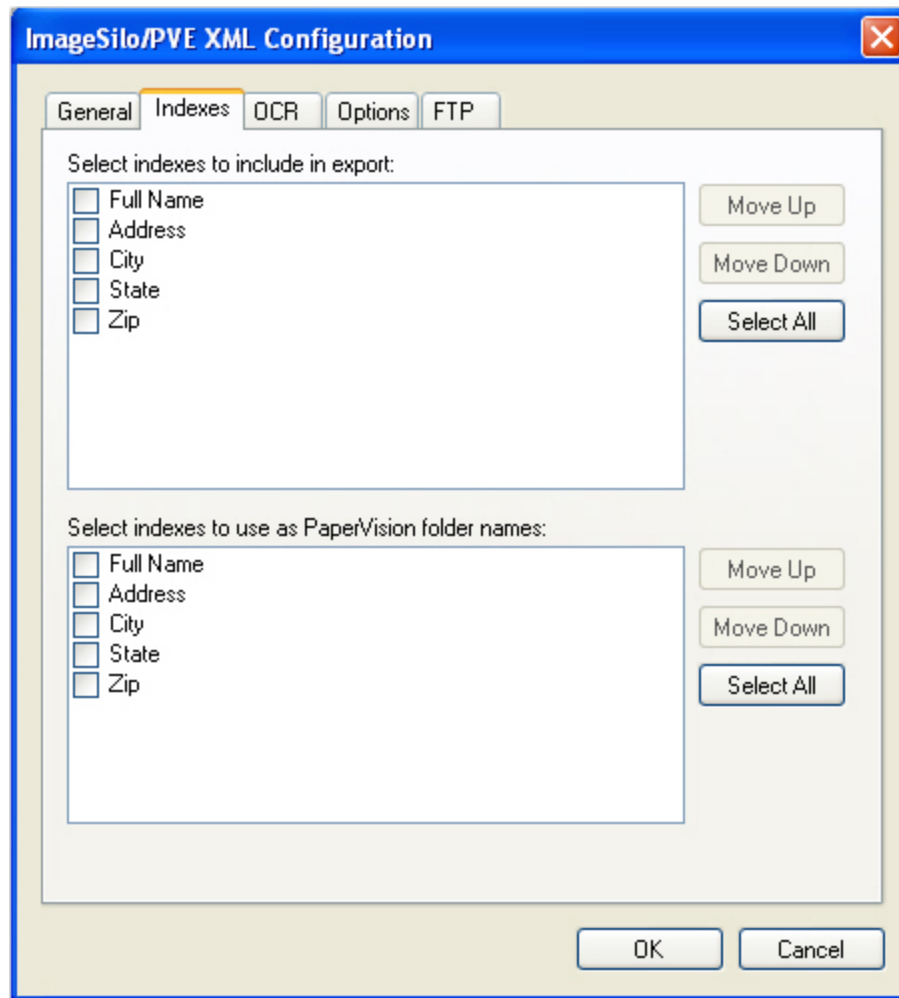 ImageSilo/PVE XML Configuration
General Indexes OCR Options FTP
Select indexes to include in export:
Full Name
Address
City
State
Zip
Move Up
Move Down
Select All
Select indexes to use as PaperVision folder names:
Full Name
Address
City
State
Zip
Move Up
Move Down
Select All
OK Cancel